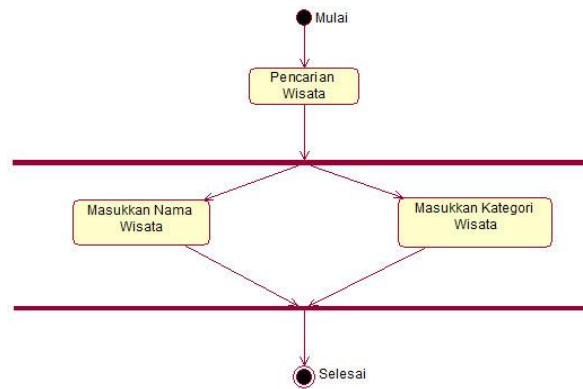 Mulai
Pencarian
Wisata
Masukkan Nama
Wisata
Masukkan Kategori
Wisata
Selesai